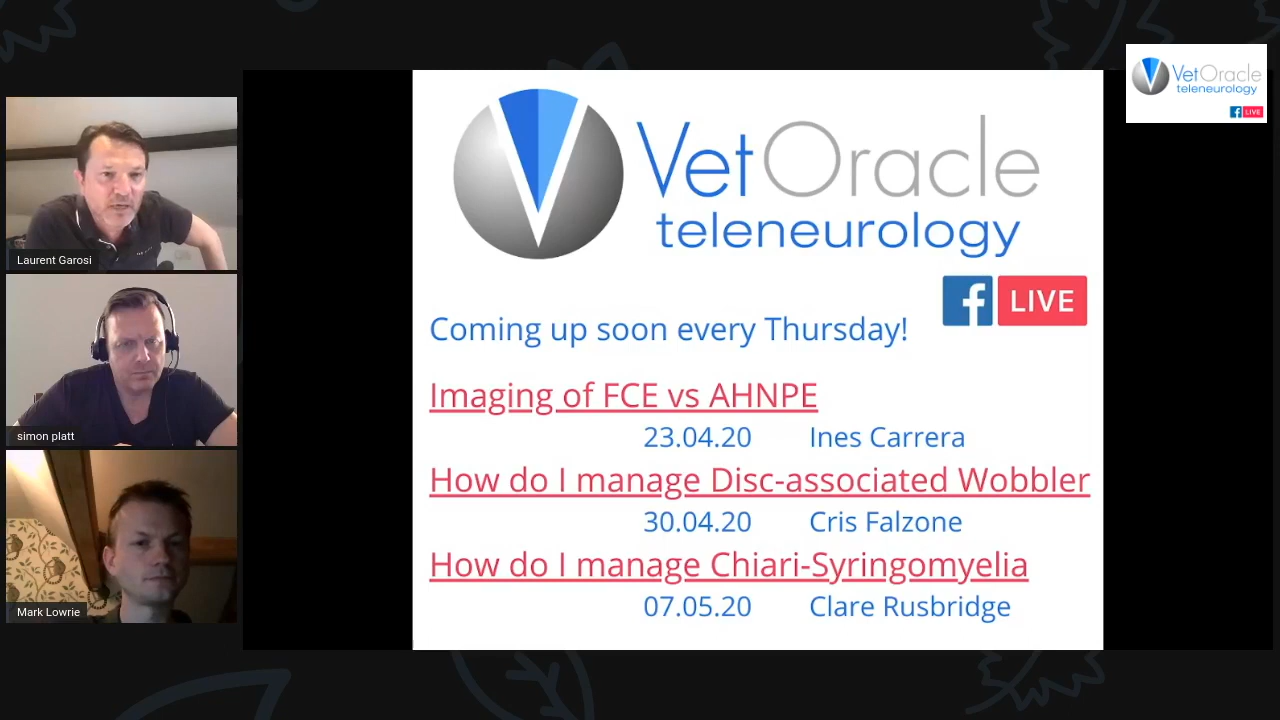 VetOracle
teleneurology
LIVE
Laurent Garosi
simon platt
Mark Lowrie
VetOracle
teleneurology
f LIVE
Coming up soon every Thursday!
Imaging of FCE vs AHNPE
23.04.20 Ines Carrera
How do I manage Disc-associated Wobbler
30.04.20 Cris Falzone
How do I manage Chiari-Syringomyelia
07.05.20 Clare Rusbridge